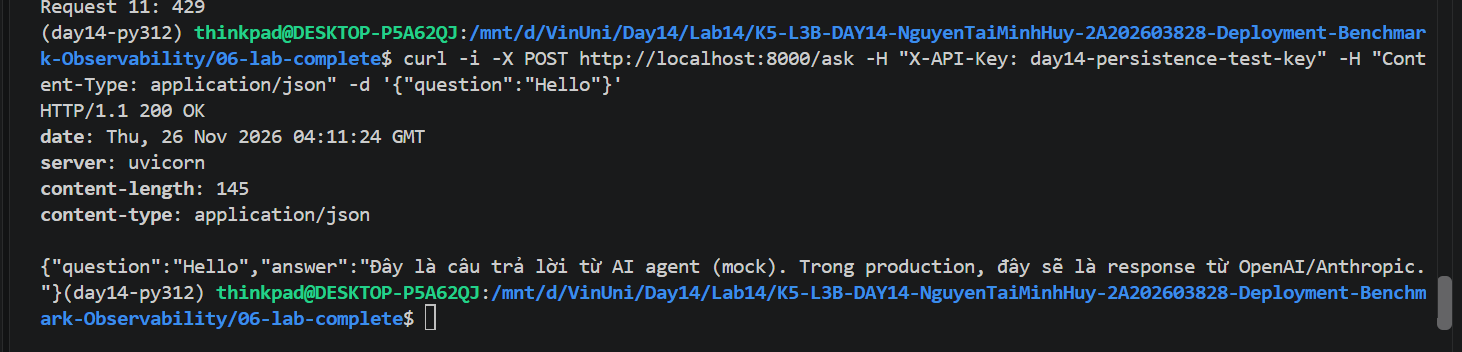 Request 11: 429
(day14-py312) thinkpad@DESKTOP-P5A62QJ:/mnt/d/VinUni/Day14/Lab14/K5-L3B-DAY14-NguyenTaiMinhHuy-2A202603828-Deployment-Benchmar
k-Observability/06-lab-complete$ curl -i -X POST http://localhost:8000/ask -H "X-API-Key: day14-persistence-test-key" -H "Cont
ent-Type: application/json" -d '{"question":"Hello"}'
HTTP/1.1 200 OK
date: Thu, 26 Nov 2026 04:11:24 GMT
server: uvicorn
content-length: 145
content-type: application/json
{"question":"Hello","answer":"Đây là câu trả lời từ AI agent (mock). Trong production, đây sẽ là response từ OpenAI/Anthropic.
"}(day14-py312) thinkpad@DESKTOP-P5A62QJ:/mnt/d/VinUni/Day14/Lab14/K5-L3B-DAY14-NguyenTaiMinhHuy-2A202603828-Deployment-Benchm
ark-Observability/06-lab-complete$